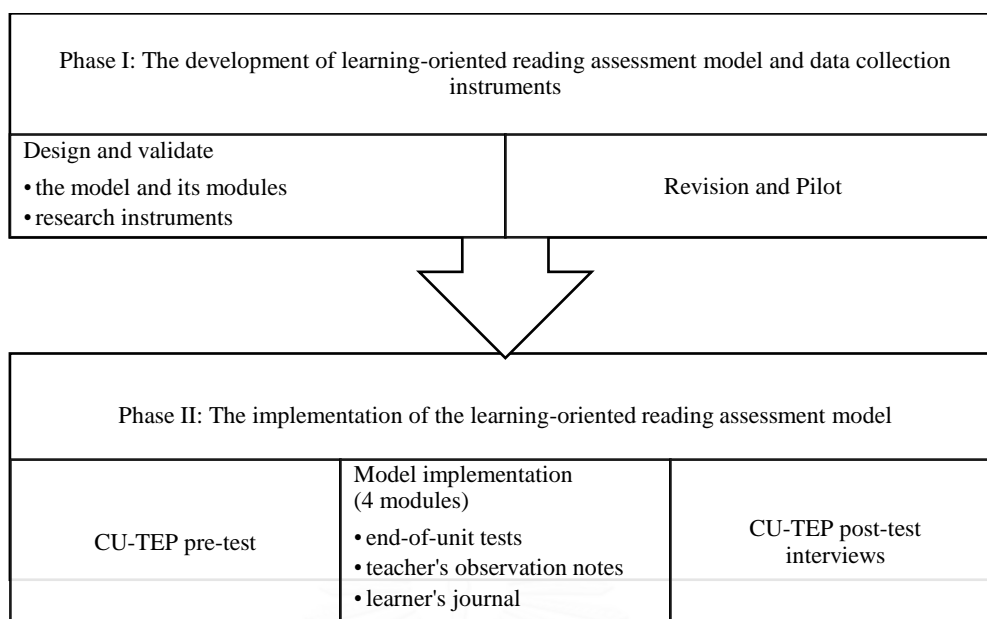 Phase I: The development of learning-oriented reading assessment model and data collection
instruments
Design and validate
• the model and its modules
• research instruments
Revision and Pilot
Phase II: The implementation of the learning-oriented reading assessment model
CU-TEP pre-test
Model implementation
(4 modules)
• end-of-unit tests
• teacher's observation notes
• learner's journal
CU-TEP post-test
interviews